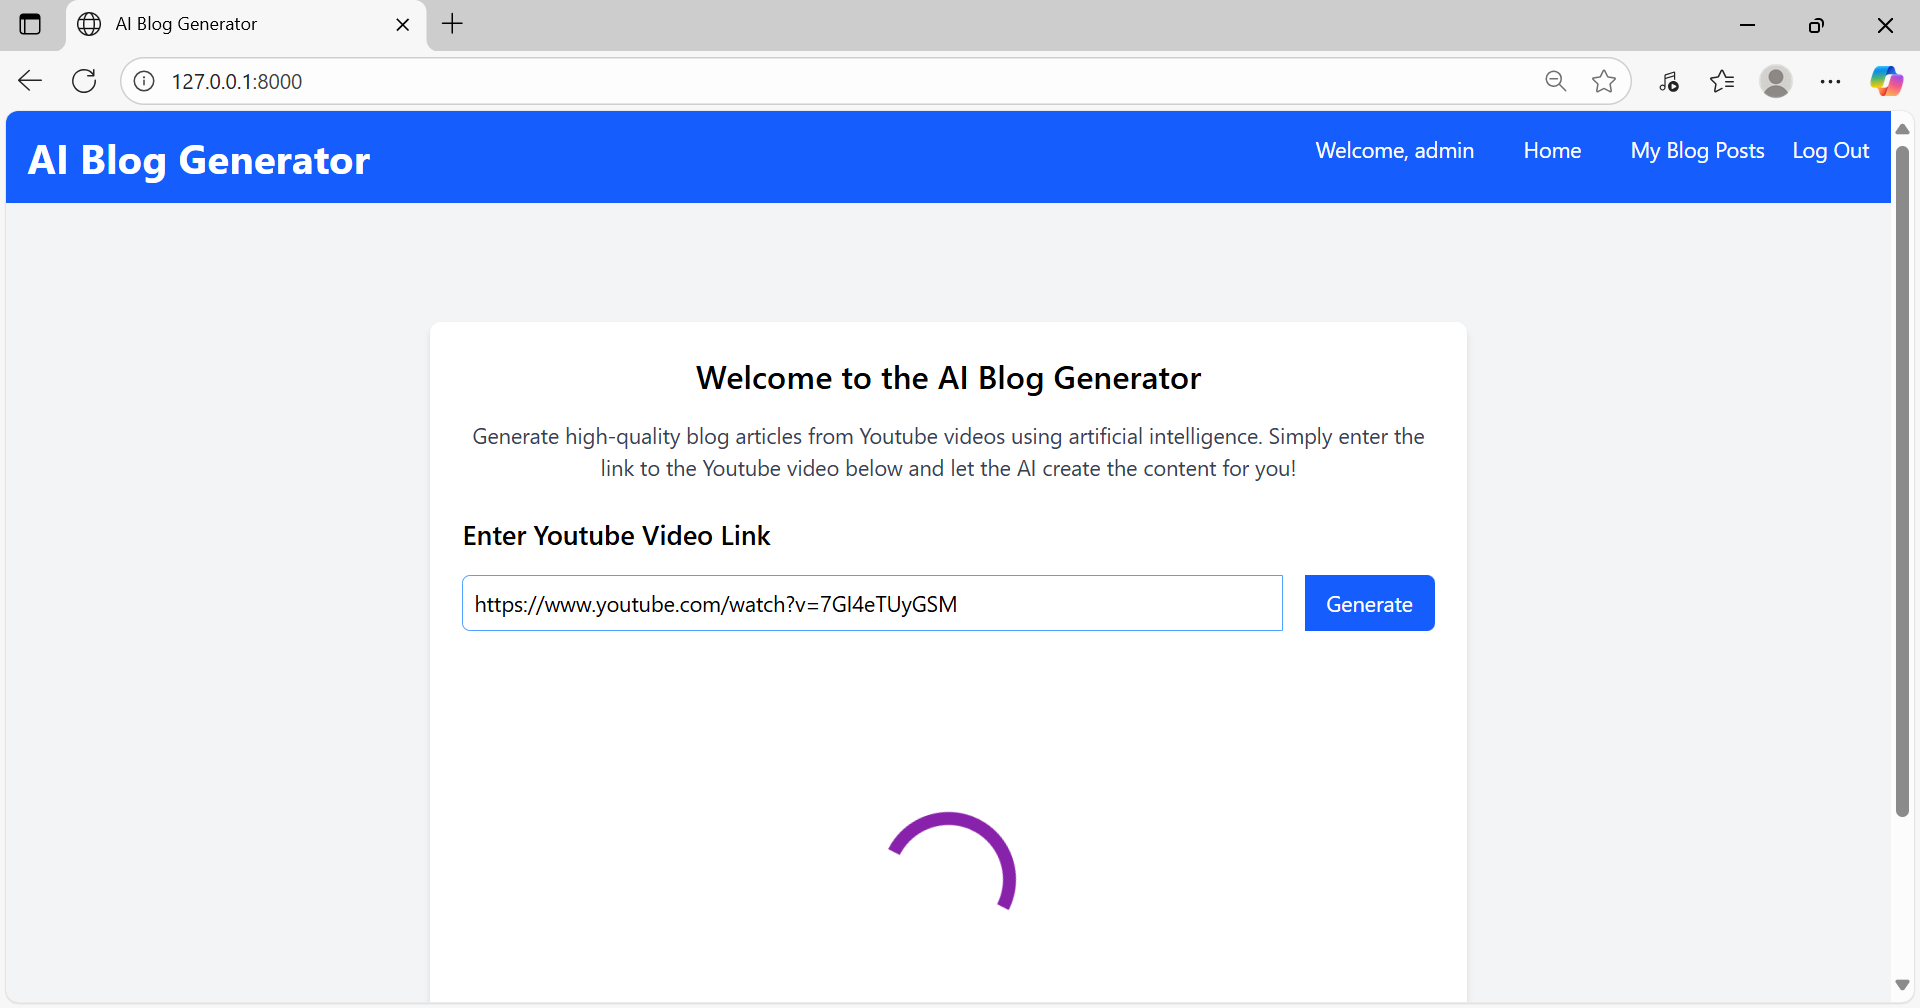 AI Blog Generator
127.0.0.1:8000
AI Blog Generator
Welcome, admin
Home
My Blog Posts
Log Out
Welcome to the AI Blog Generator
Generate high-quality blog articles from Youtube videos using artificial intelligence. Simply enter the
link to the Youtube video below and let the AI create the content for you!
Enter Youtube Video Link
https://www.youtube.com/watch?v=7GI4eTUyGSM
Generate